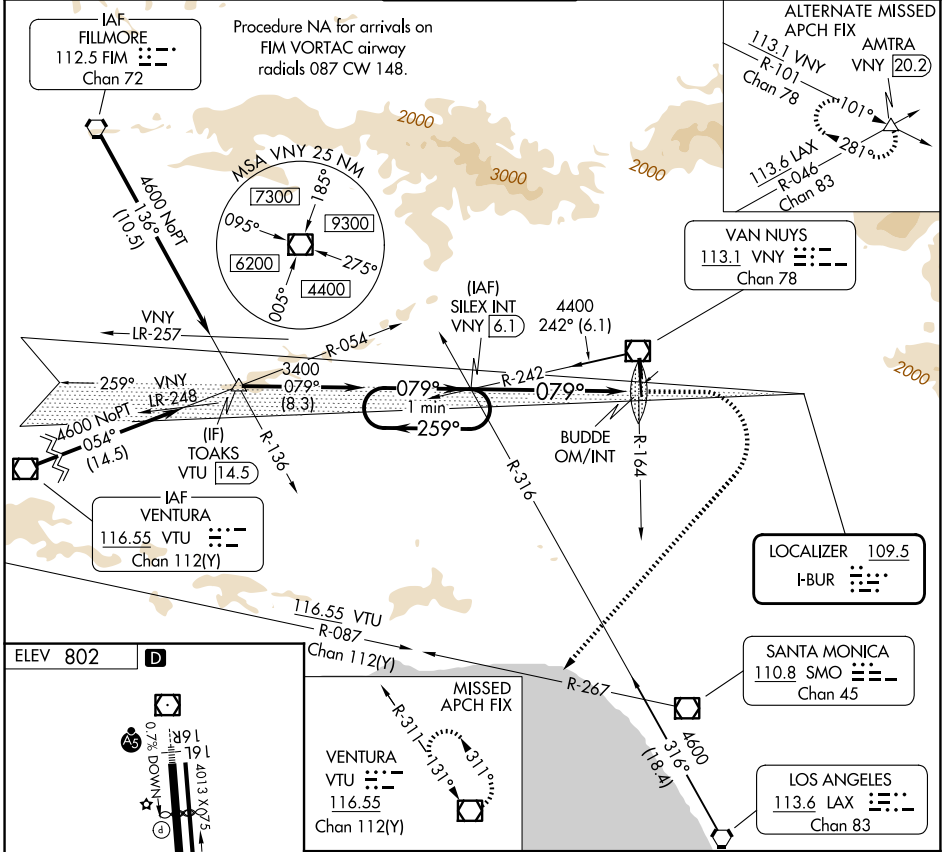 IAF
FILLMORE
112.5 FIM
Chan 72
Procedure NA for arrivals on
FIM VORTAC airway
radials 087 CW 148.
ALTERNATE MISSED
APCH FIX
113.1 VNY
R-101
Chan 78
AMTRA
VNY 20.2
101°
281°
113.6 LAX
R-046
Chan 83
2000
3000
2000
2000
MSA VNY 25 NM
7300
185°
095°
9300
6200
275°
005°
4400
4600 NoPT
136°
(10.5)
VAN NUYS
113.1 VNY
Chan 78
(IAF)
SILEX INT
VNY 6.1
4400
242° (6.1)
VNY
LR-257
R-054
3400
079°
(8.3)
R-242
259° VNY
LR-248
079°
1 min
259°
079°
4600 NoPT
054°
(14.5)
(IF)
TOAKS
VTU 14.5
R-136
R-316
BUDDE
OM/INT
R-164
IAF
VENTURA
116.55 VTU
Chan 112(Y)
LOCALIZER 109.5
I-BUR
116.55 VTU
R-087
Chan 112(Y)
R-267
SANTA MONICA
110.8 SMO
Chan 45
4600
316°
(18.4)
LOS ANGELES
113.6 LAX
Chan 83
ELEV 802
D
A5
16R
16L
0.7% DOWN
4013 X 75
P
MISSED
APCH FIX
R-311
131°
311°
VENTURA
VTU
116.55
Chan 112(Y)